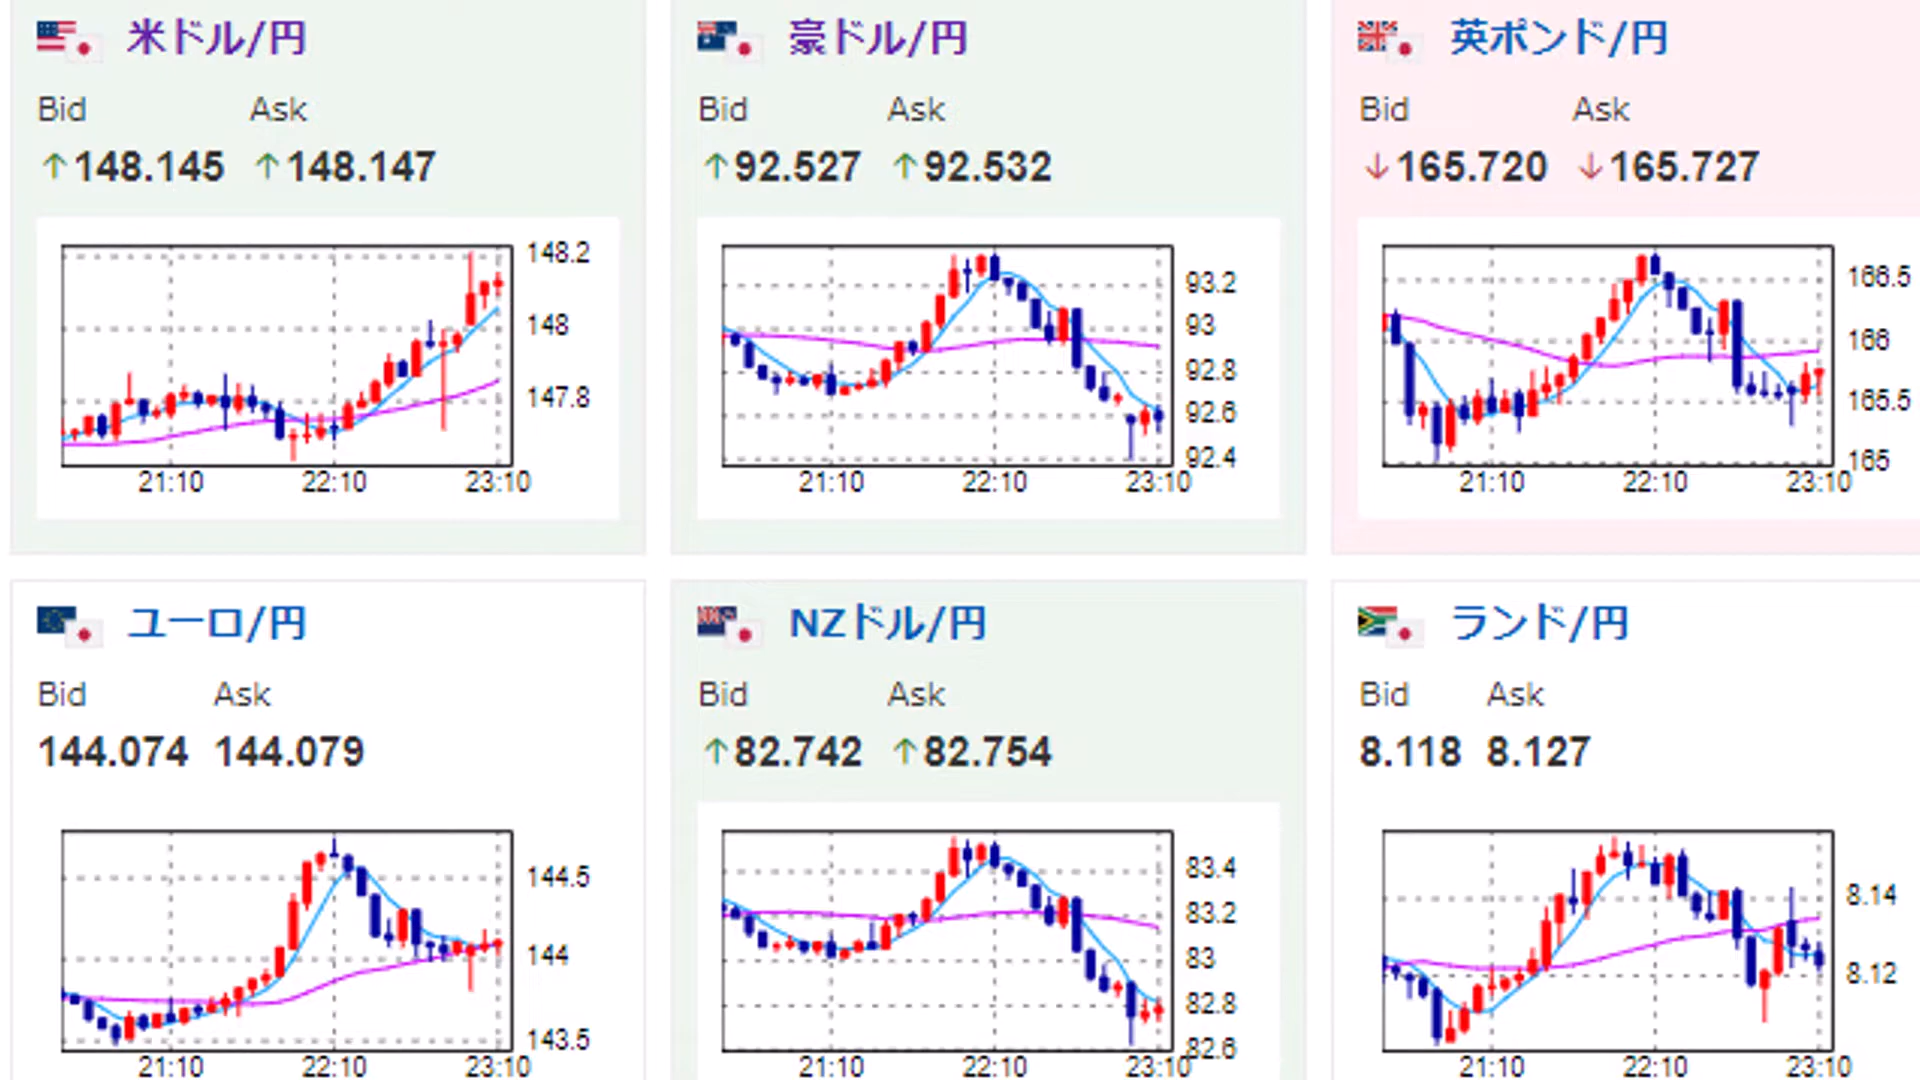 米ドル/円
Bid Ask
↑148.145 ↑148.147
148.2
148
147.8
21:10 22:10 23:10
豪ドル/円
Bid Ask
↑92.527 ↑92.532
93.2
93
92.8
92.6
92.4
21:10 22:10 23:10
英ポンド/円
Bid Ask
↓165.720 ↓165.727
166.5
166
165.5
165
21:10 22:10 23:10
ユーロ/円
Bid Ask
144.074 144.079
144.5
144
143.5
21:10 22:10 23:10
NZドル/円
Bid Ask
↑82.742 ↑82.754
83.4
83.2
83
82.8
82.6
21:10 22:10 23:10
ランド/円
Bid Ask
8.118 8.127
8.14
8.12
21:10 22:10 23:10